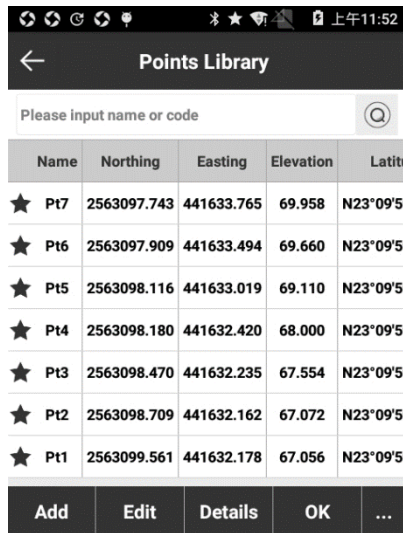 上午11:52
Points Library
Please input name or code
Name Northing Easting Elevation Latitu
Pt7 2563097.743 441633.765 69.958 N23°09'5
Pt6 2563097.909 441633.494 69.660 N23°09'5
Pt5 2563098.116 441633.019 69.110 N23°09'5
Pt4 2563098.180 441632.420 68.000 N23°09'5
Pt3 2563098.470 441632.235 67.554 N23°09'5
Pt2 2563098.709 441632.162 67.072 N23°09'5
Pt1 2563099.561 441632.178 67.056 N23°09'5
Add Edit Details OK ...